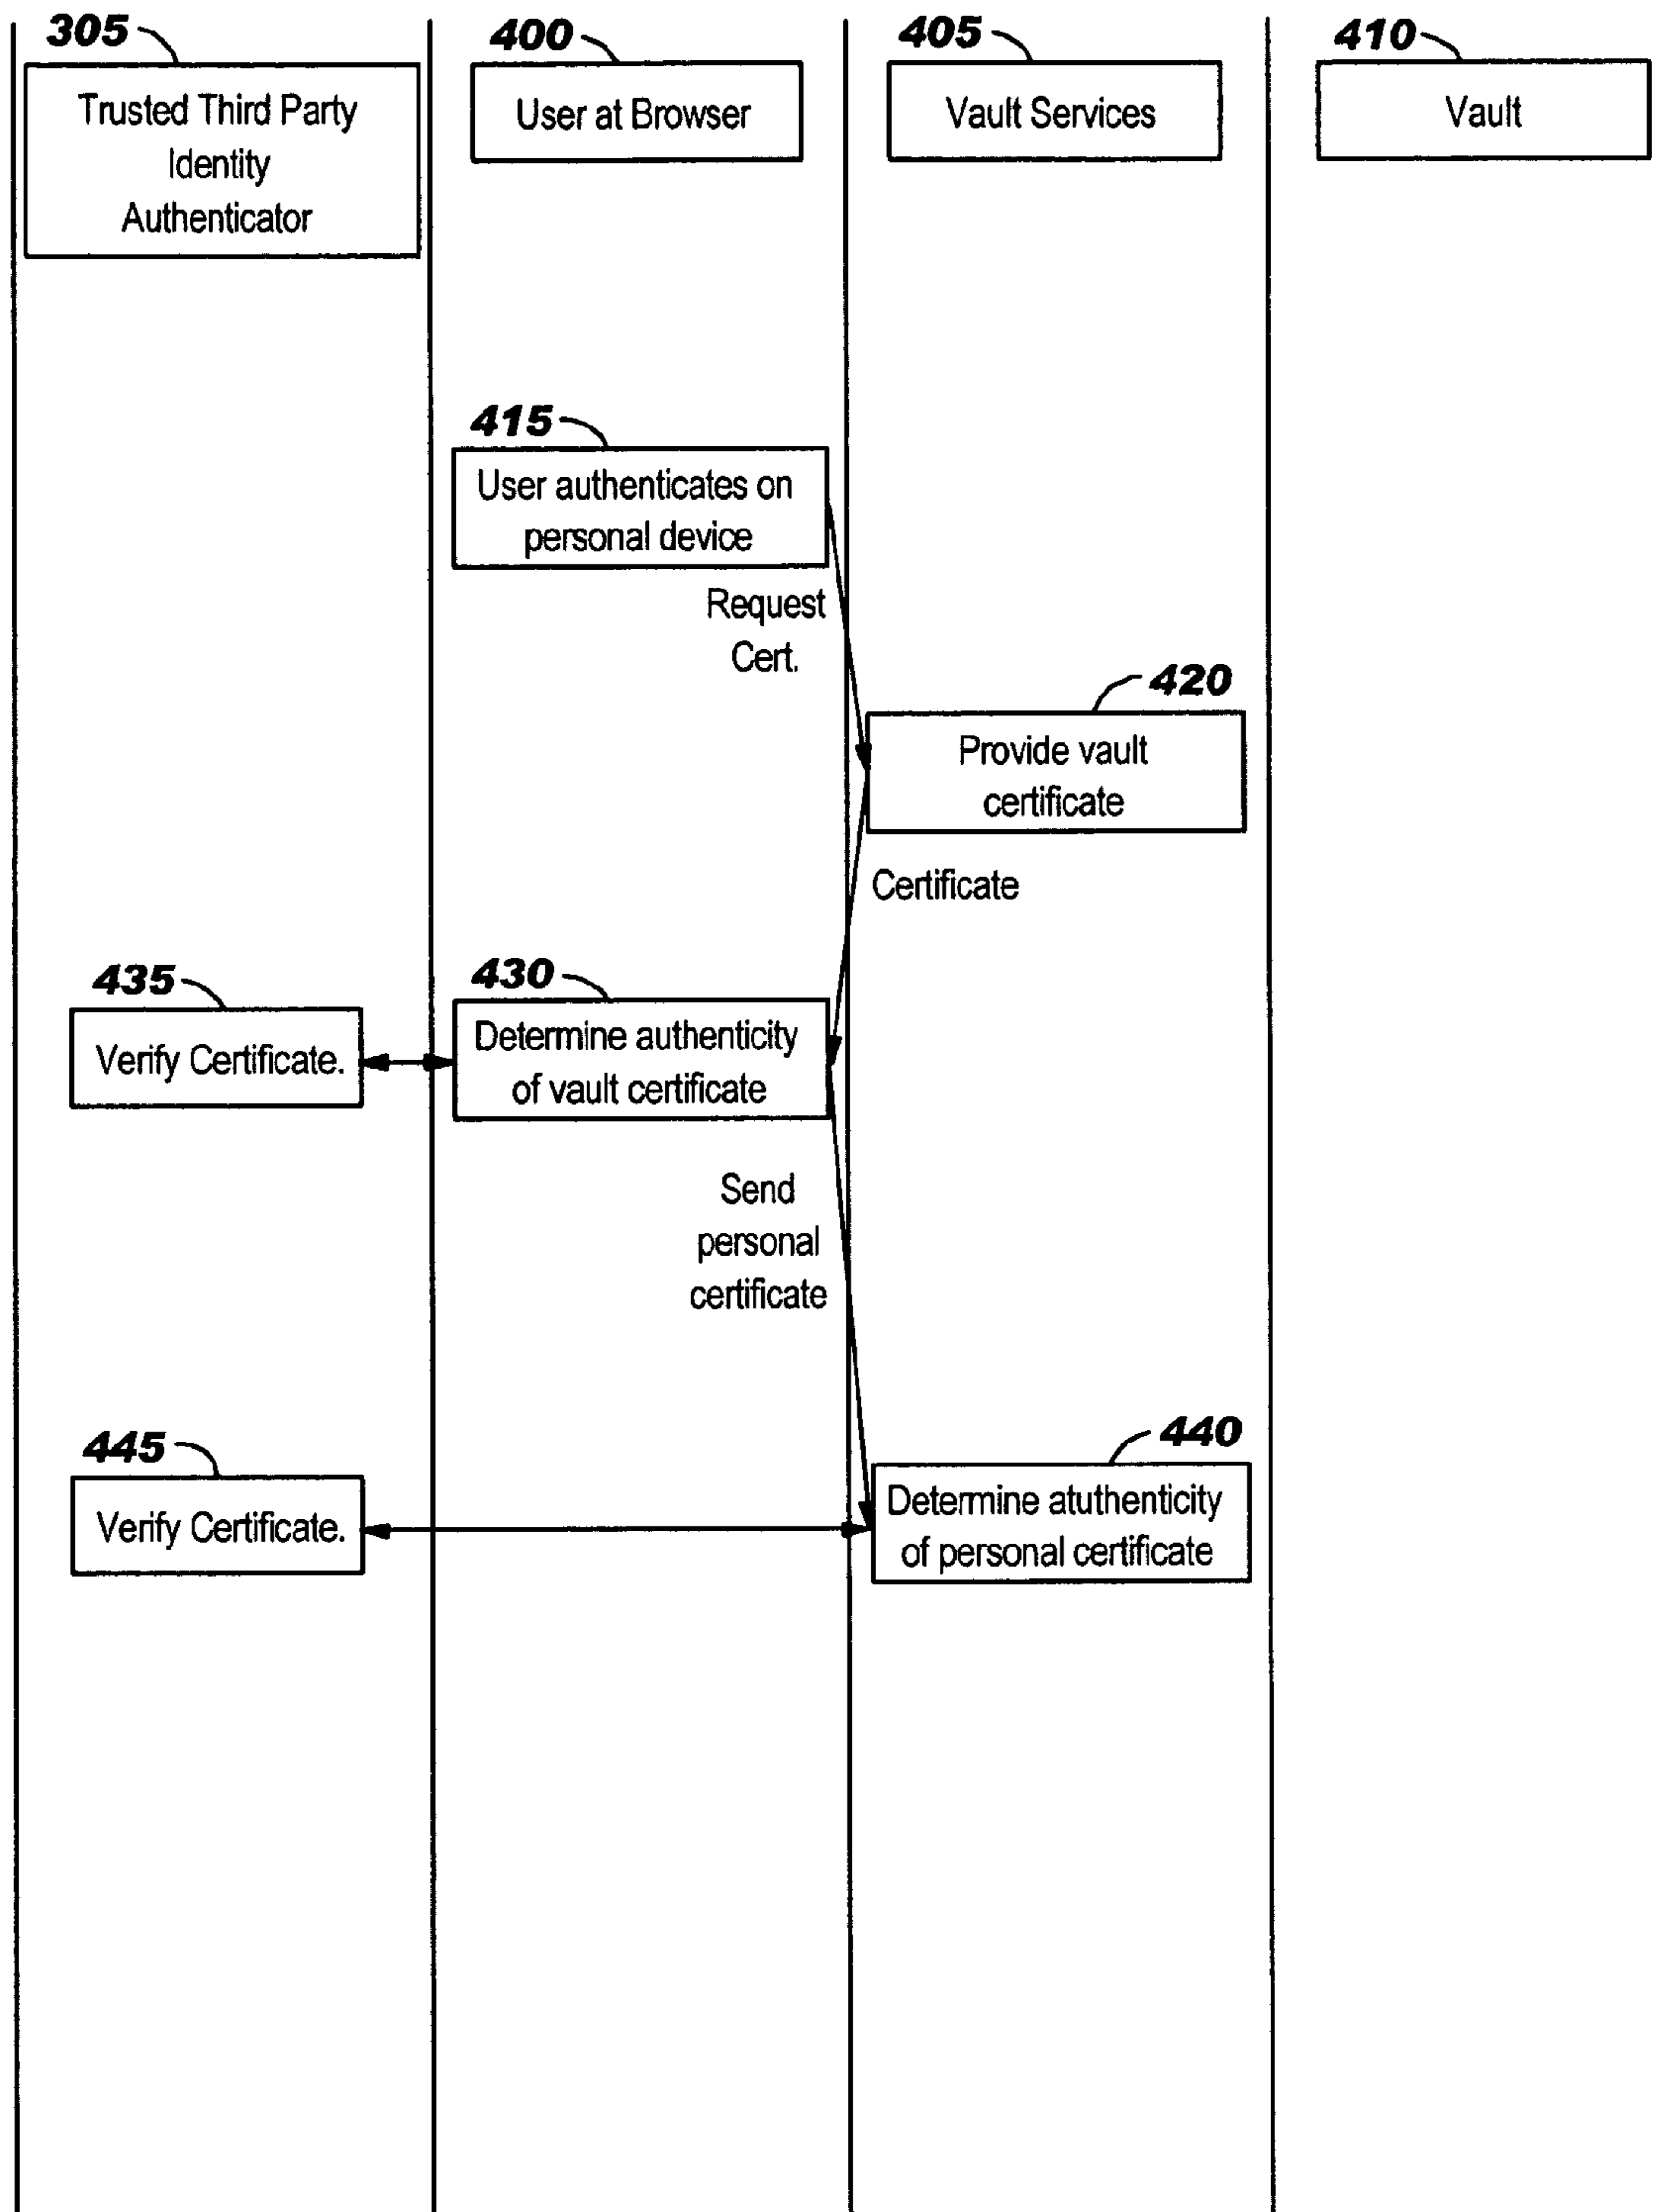 305
400
405
410
Trusted Third Party
Identity
Authenticator
User at Browser
Vault Services
Vault
415
User authenticates on
personal device
Request
Cert.
420
Provide vault
certificate
Certificate
435
430
Verify Certificate.
Determine authenticity
of vault certificate
Send
personal
certificate
445
440
Verify Certificate.
Determine atuthenticity
of personal certificate